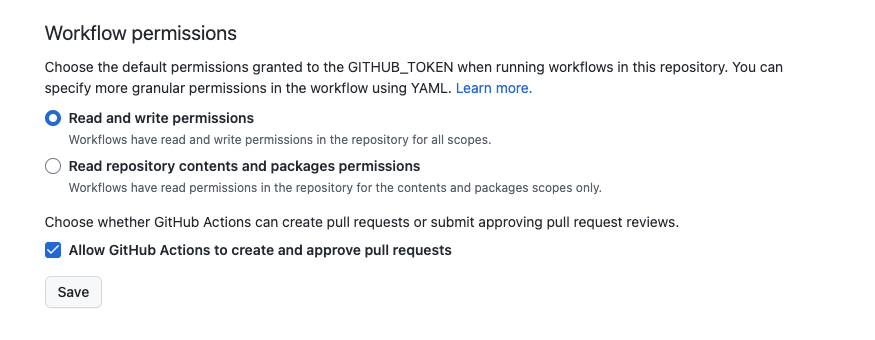 Workflow permissions
Choose the default permissions granted to the GITHUB_TOKEN when running workflows in this repository. You can
specify more granular permissions in the workflow using YAML. Learn more.
Read and write permissions
Workflows have read and write permissions in the repository for all scopes.
Read repository contents and packages permissions
Workflows have read permissions in the repository for the contents and packages scopes only.
Choose whether GitHub Actions can create pull requests or submit approving pull request reviews.
Allow GitHub Actions to create and approve pull requests
Save